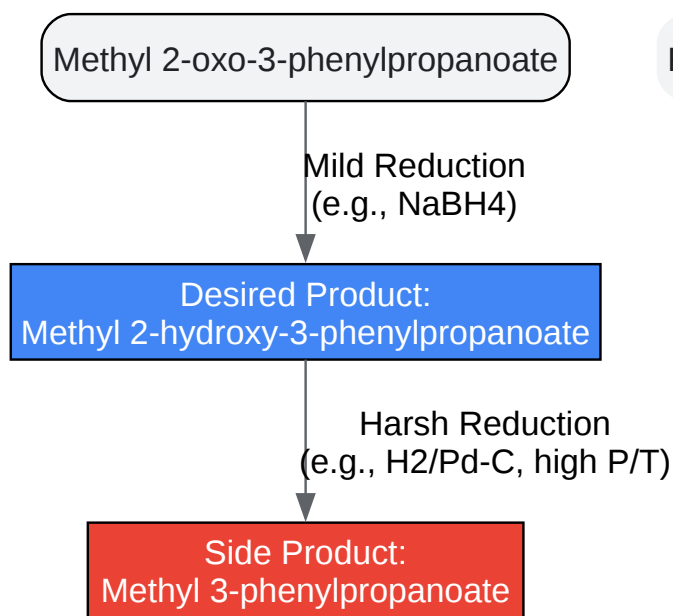 Methyl 2-oxo-3-phenylpropanoate
Mild Reduction
(e.g., NaBH4)
Desired Product:
Methyl 2-hydroxy-3-phenylpropanoate
Harsh Reduction
(e.g., H2/Pd-C, high P/T)
Side Product:
Methyl 3-phenylpropanoate